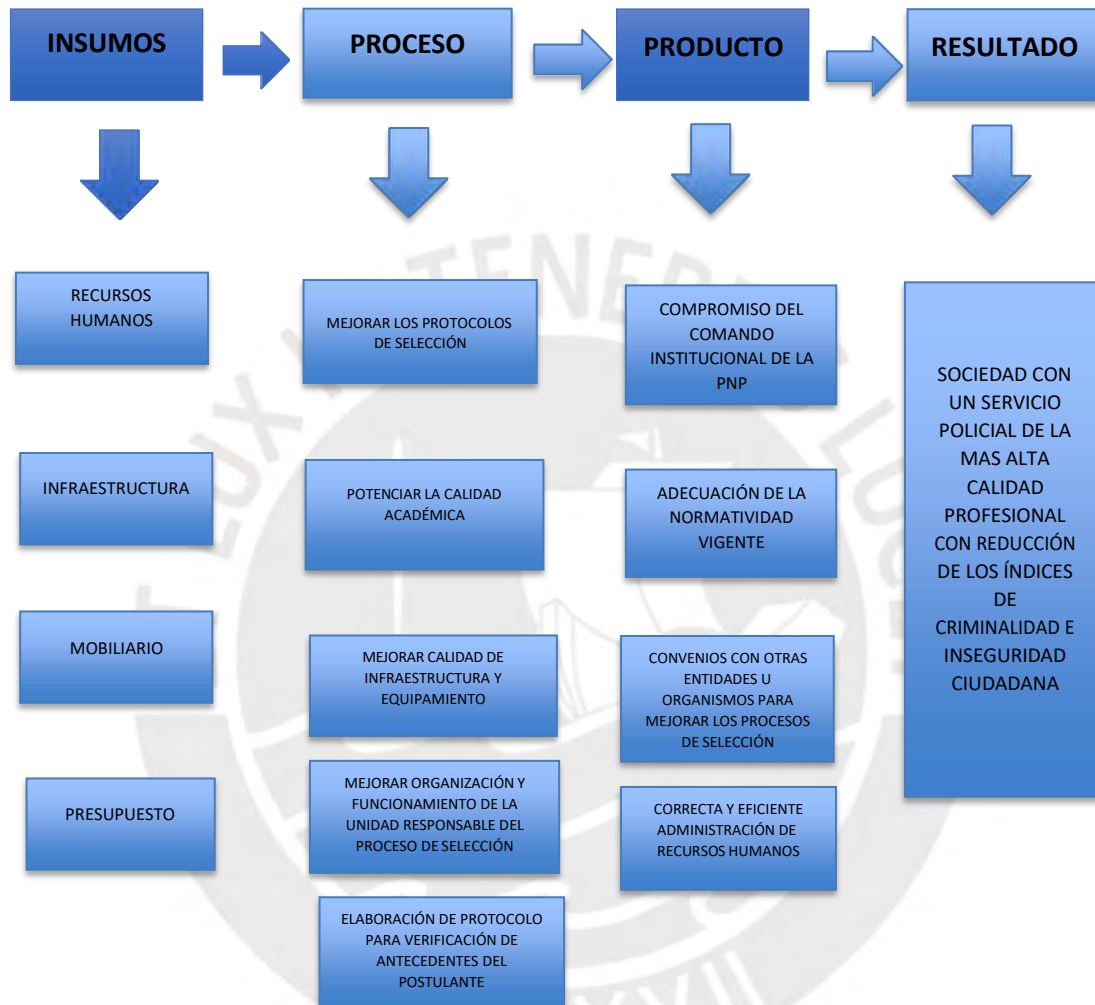 INSUMOS
PROCESO
PRODUCTO
RESULTADO
RECURSOS
HUMANOS
INFRAESTRUCTURA
MOBILIARIO
PRESUPUESTO
MEJORAR LOS PROTOCOLOS
DE SELECCIÓN
POTENCIAR LA CALIDAD
ACADÉMICA
MEJORAR CALIDAD DE
INFRAESTRUCTURA Y
EQUIPAMIENTO
MEJORAR ORGANIZACIÓN Y
FUNCIONAMIENTO DE LA
UNIDAD RESPONSABLE DEL
PROCESO DE SELECCIÓN
ELABORACIÓN DE PROTOCOLO
PARA VERIFICACIÓN DE
ANTECEDENTES DEL
POSTULANTE
COMPROMISO DEL
COMANDO
INSTITUCIONAL DE LA
PNP
ADECUACIÓN DE LA
NORMATIVIDAD
VIGENTE
CONVENIOS CON OTRAS
ENTIDADES U
ORGANISMOS PARA
MEJORAR LOS PROCESOS
DE SELECCIÓN
CORRECTA Y EFICIENTE
ADMINISTRACIÓN DE
RECURSOS HUMANOS
SOCIEDAD CON
UN SERVICIO
POLICIAL DE LA
MAS ALTA
CALIDAD
PROFESIONAL
CON REDUCCIÓN
DE LOS ÍNDICES
DE
CRIMINALIDAD E
INSEGURIDAD
CIUDADANA